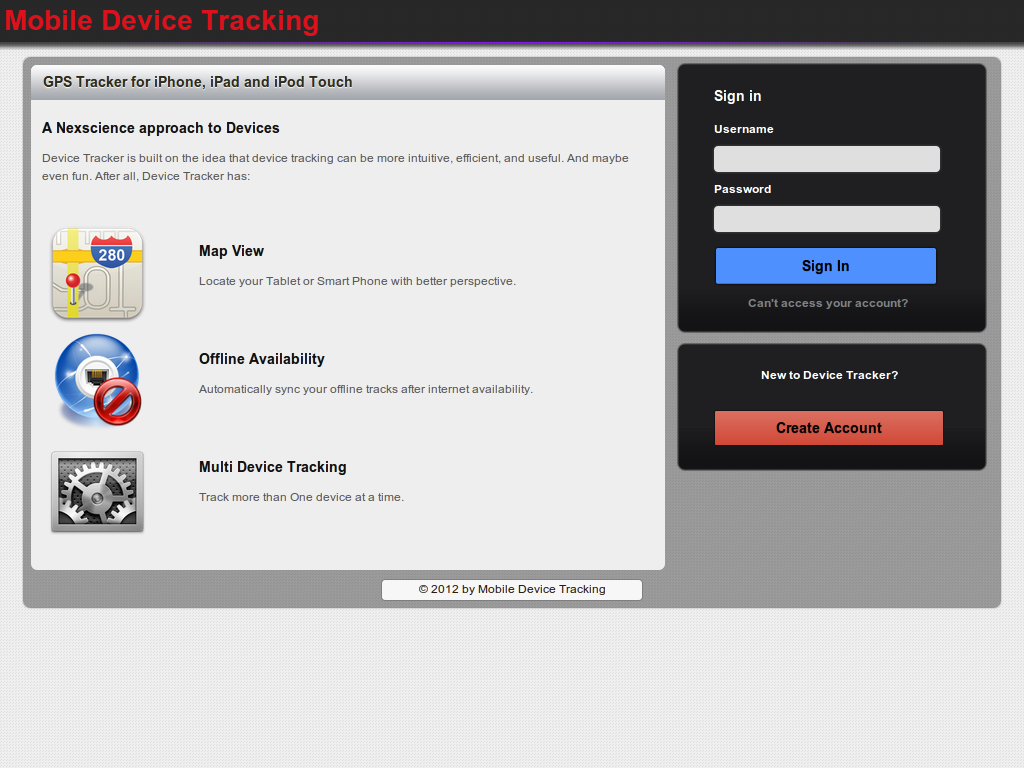 Mobile Device Tracking
GPS Tracker for iPhone, iPad and iPod Touch
A Nexscience approach to Devices
Device Tracker is built on the idea that device tracking can be more intuitive, efficient, and useful. And maybe
even fun. After all, Device Tracker has:
280
Map View
Locate your Tablet or Smart Phone with better perspective.
Offline Availability
Automatically sync your offline tracks after internet availability.
Multi Device Tracking
Track more than One device at a time.
Sign in
Username
Password
Sign In
Can't access your account?
New to Device Tracker?
Create Account
© 2012 by Mobile Device Tracking